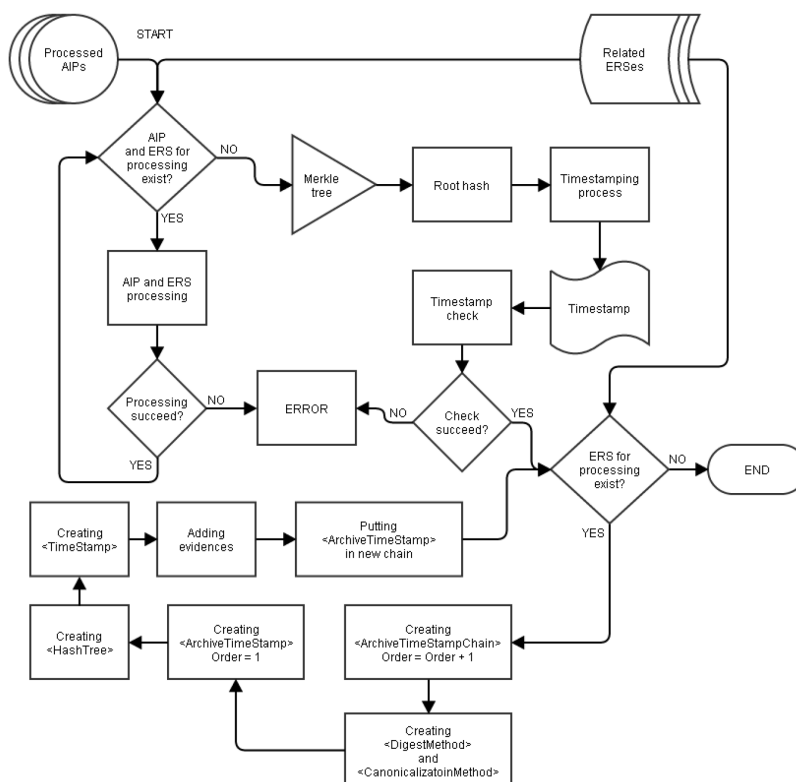 START
Processed
AIPs
Related
ERSes
AIP
and ERS for
processing
exist?
NO
Merkle
tree
Root hash
Timestamping
process
YES
AIP and ERS
processing
Timestamp
check
Timestamp
Processing
succeed?
NO
ERROR
NO
Check
succeed?
YES
ERS for
processing
exist?
NO
END
YES
YES
Creating
<TimeStamp>
Adding
evidences
Putting
<ArchiveTimeStamp>
in new chain
Creating
<HashTree>
Creating
<ArchiveTimeStamp>
Order = 1
Creating
<ArchiveTimeStampChain>
Order = Order + 1
Creating
<DigestMethod>
and
<CanonicalizatoinMethod>